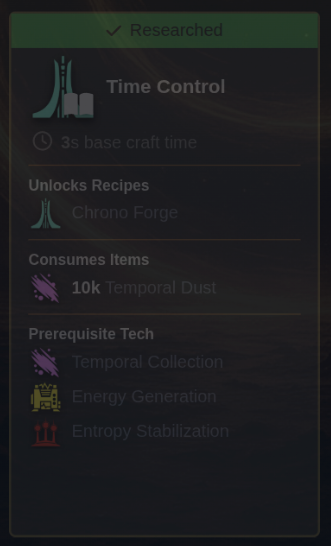 Researched
Time Control
3s base craft time
Unlocks Recipes
Chrono Forge
Consumes Items
10k Temporal Dust
Prerequisite Tech
Temporal Collection
Energy Generation
Entropy Stabilization